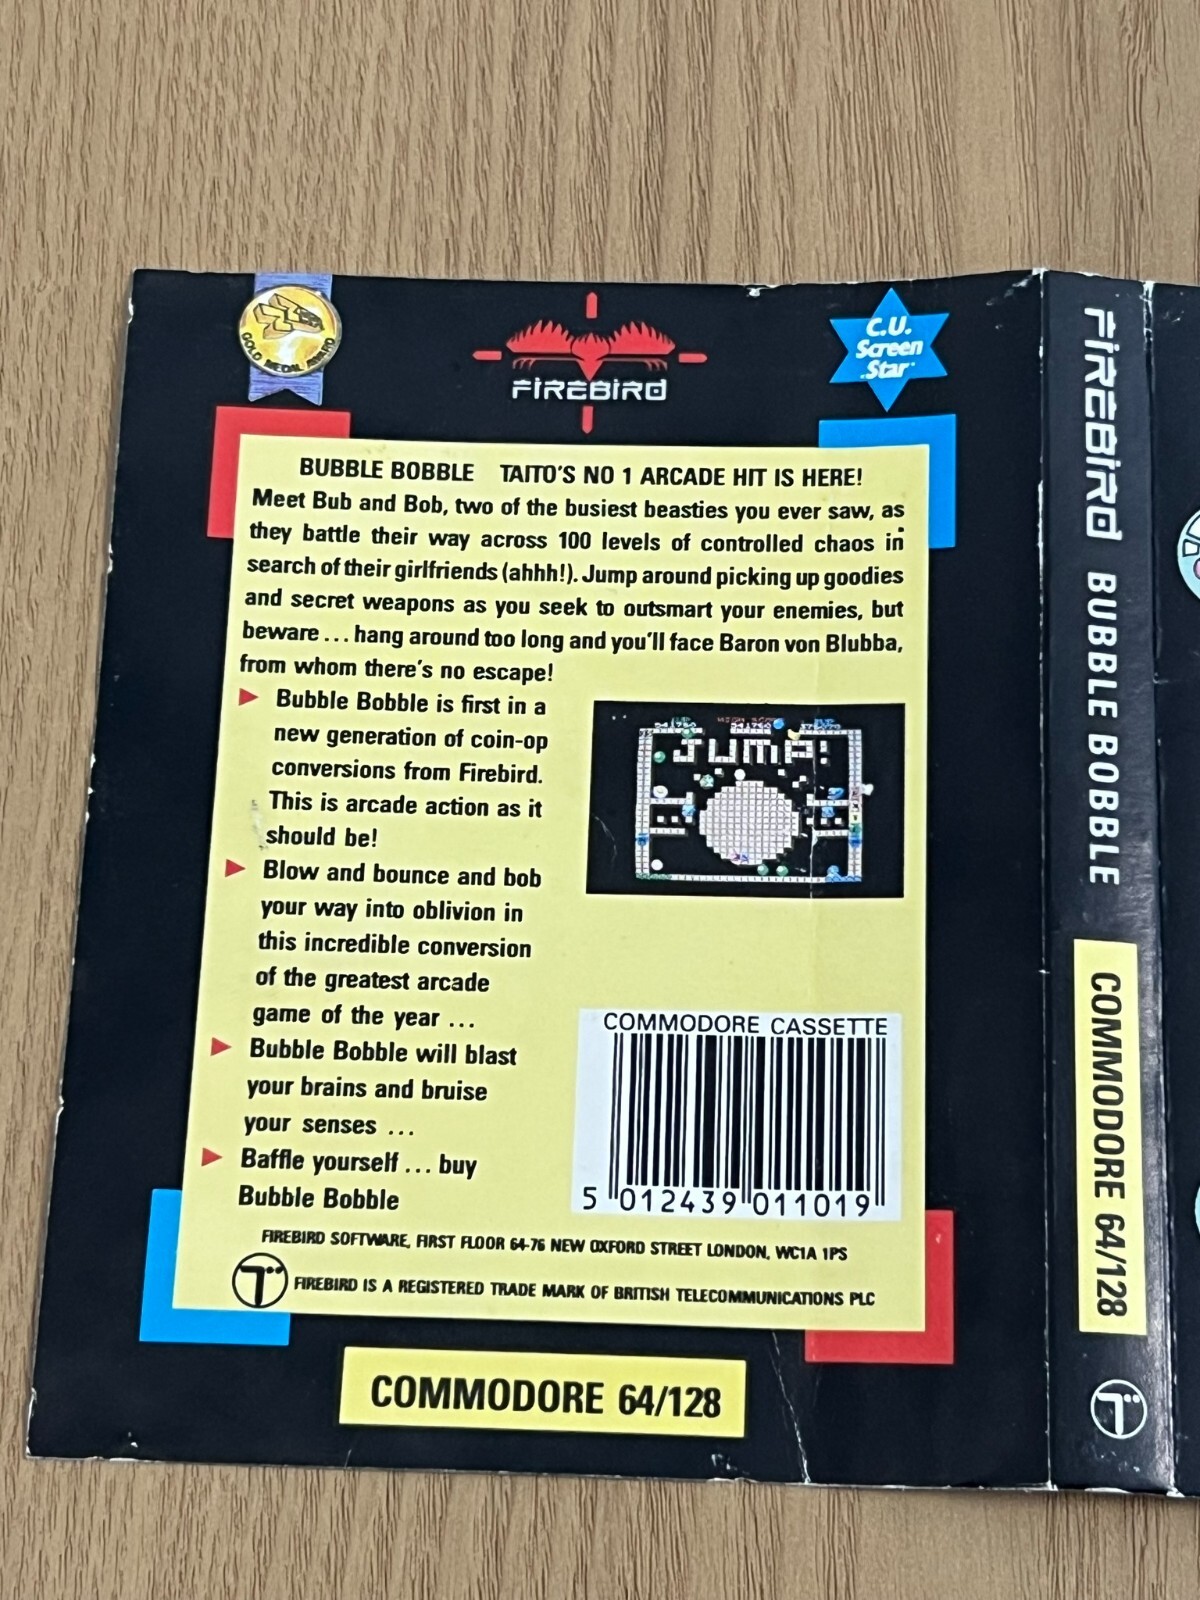 GOLD MEDAL AWARD
FIREBIRD
C.U.
Screen
Star
BUBBLE BOBBLE TAITO'S NO 1 ARCADE HIT IS HERE!
Meet Bub and Bob, two of the busiest beasties you ever saw, as
they battle their way across 100 levels of controlled chaos in
search of their girlfriends (ahhh!). Jump around picking up goodies
and secret weapons as you seek to outsmart your enemies, but
beware ... hang around too long and you'll face Baron von Blubba,
from whom there's no escape!
Bubble Bobble is first in a
new generation of coin-op
conversions from Firebird.
This is arcade action as it
should be!
Blow and bounce and bob
your way into oblivion in
this incredible conversion
of the greatest arcade
game of the year ...
Bubble Bobble will blast
your brains and bruise
your senses ...
Baffle yourself ... buy
Bubble Bobble
JUMP!
COMMODORE CASSETTE
5 012439 011019
FIREBIRD SOFTWARE, FIRST FLOOR 64-76 NEW OXFORD STREET LONDON, WC1A 1PS
T
FIREBIRD IS A REGISTERED TRADE MARK OF BRITISH TELECOMMUNICATIONS PLC
COMMODORE 64/128
FIREBIRD BUBBLE BOBBLE COMMODORE 64/128 T